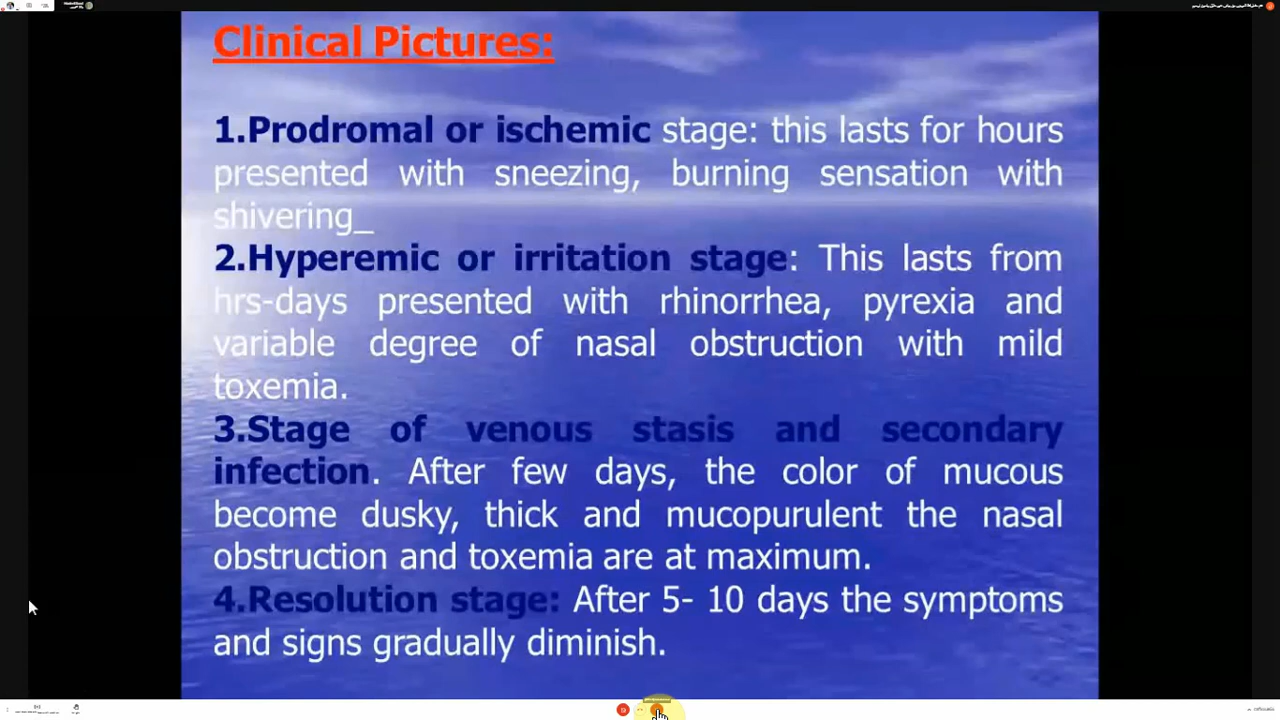 Clinical Pictures:
1.Prodromal or ischemic stage: this lasts for hours
presented with sneezing, burning sensation with
shivering_
2.Hyperemic or irritation stage: This lasts from
hrs-days presented with rhinorrhea, pyrexia and
variable degree of nasal obstruction with mild
toxemia.
3.Stage of venous stasis and secondary
infection. After few days, the color of mucous
become dusky, thick and mucopurulent the nasal
obstruction and toxemia are at maximum.
4.Resolution stage: After 5- 10 days the symptoms
and signs gradually diminish.